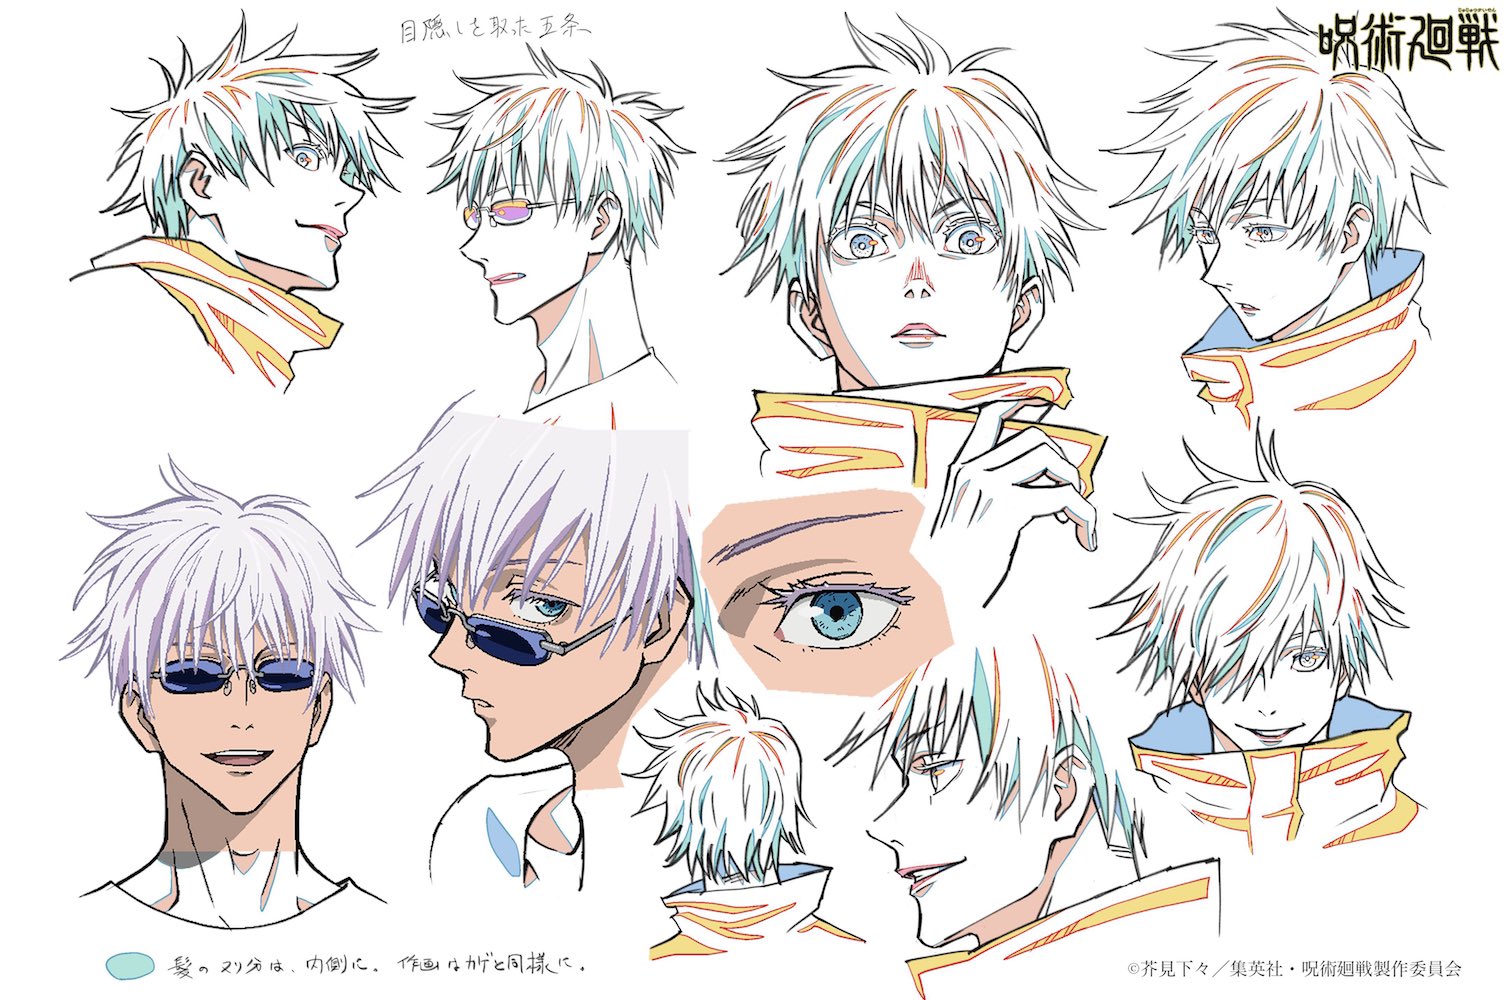 目隠しを取った五条
じゅじゅつかいせん
呪術廻戦
髪のヌリ分は、内側に。作画はカゲと同様に。
©芥見下々／集英社・呪術廻戦製作委員会